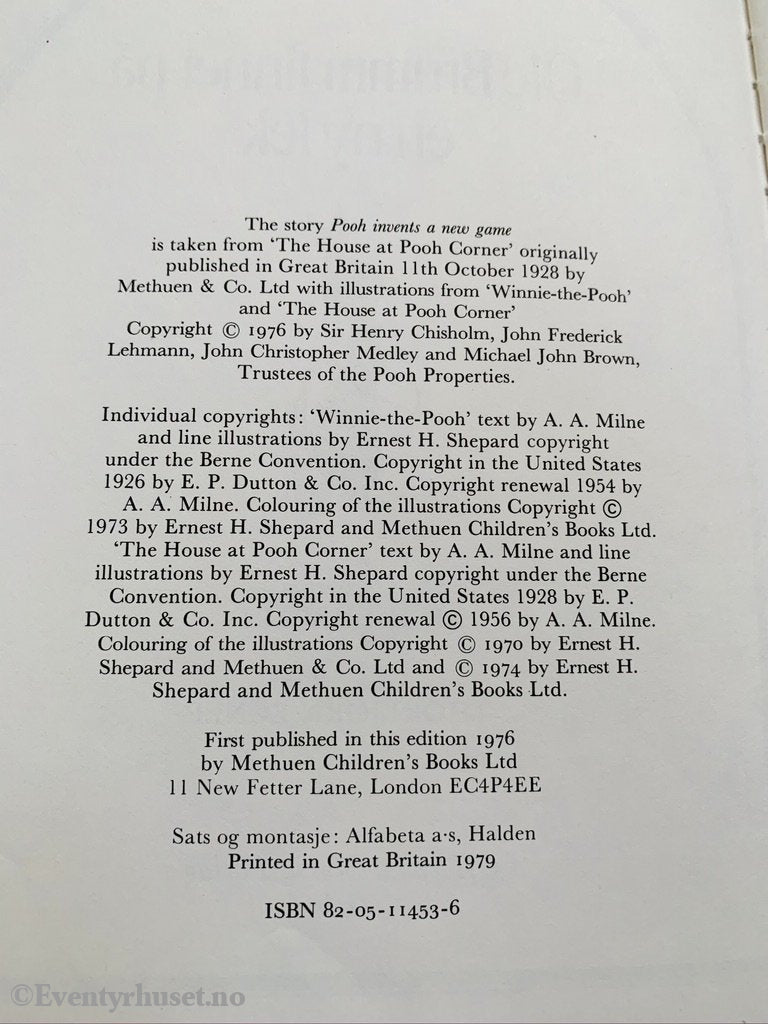 The story Pooh invents a new game
is taken from ‘The House at Pooh Corner’ originally
published in Great Britain 11th October 1928 by
Methuen & Co. Ltd with illustrations from ‘Winnie-the-Pooh’
and ‘The House at Pooh Corner’
Copyright © 1976 by Sir Henry Chisholm, John Frederick
Lehmann, John Christopher Medley and Michael John Brown,
Trustees of the Pooh Properties.
Individual copyrights: ‘Winnie-the-Pooh’ text by A. A. Milne
and line illustrations by Ernest H. Shepard copyright
under the Berne Convention. Copyright in the United States
1926 by E. P. Dutton & Co. Inc. Copyright renewal 1954 by
A. A. Milne. Colouring of the illustrations Copyright ©
1973 by Ernest H. Shepard and Methuen Children’s Books Ltd.
‘The House at Pooh Corner’ text by A. A. Milne and line
illustrations by Ernest H. Shepard copyright under the Berne
Convention. Copyright in the United States 1928 by E. P.
Dutton & Co. Inc. Copyright renewal © 1956 by A. A. Milne.
Colouring of the illustrations Copyright © 1970 by Ernest H.
Shepard and Methuen & Co. Ltd and © 1974 by Ernest H.
Shepard and Methuen Children’s Books Ltd.
First published in this edition 1976
by Methuen Children’s Books Ltd
11 New Fetter Lane, London EC4P4EE
Sats og montasje: Alfabeta a·s, Halden
Printed in Great Britain 1979
ISBN 82-05-11453-6
©Eventyrhuset.no